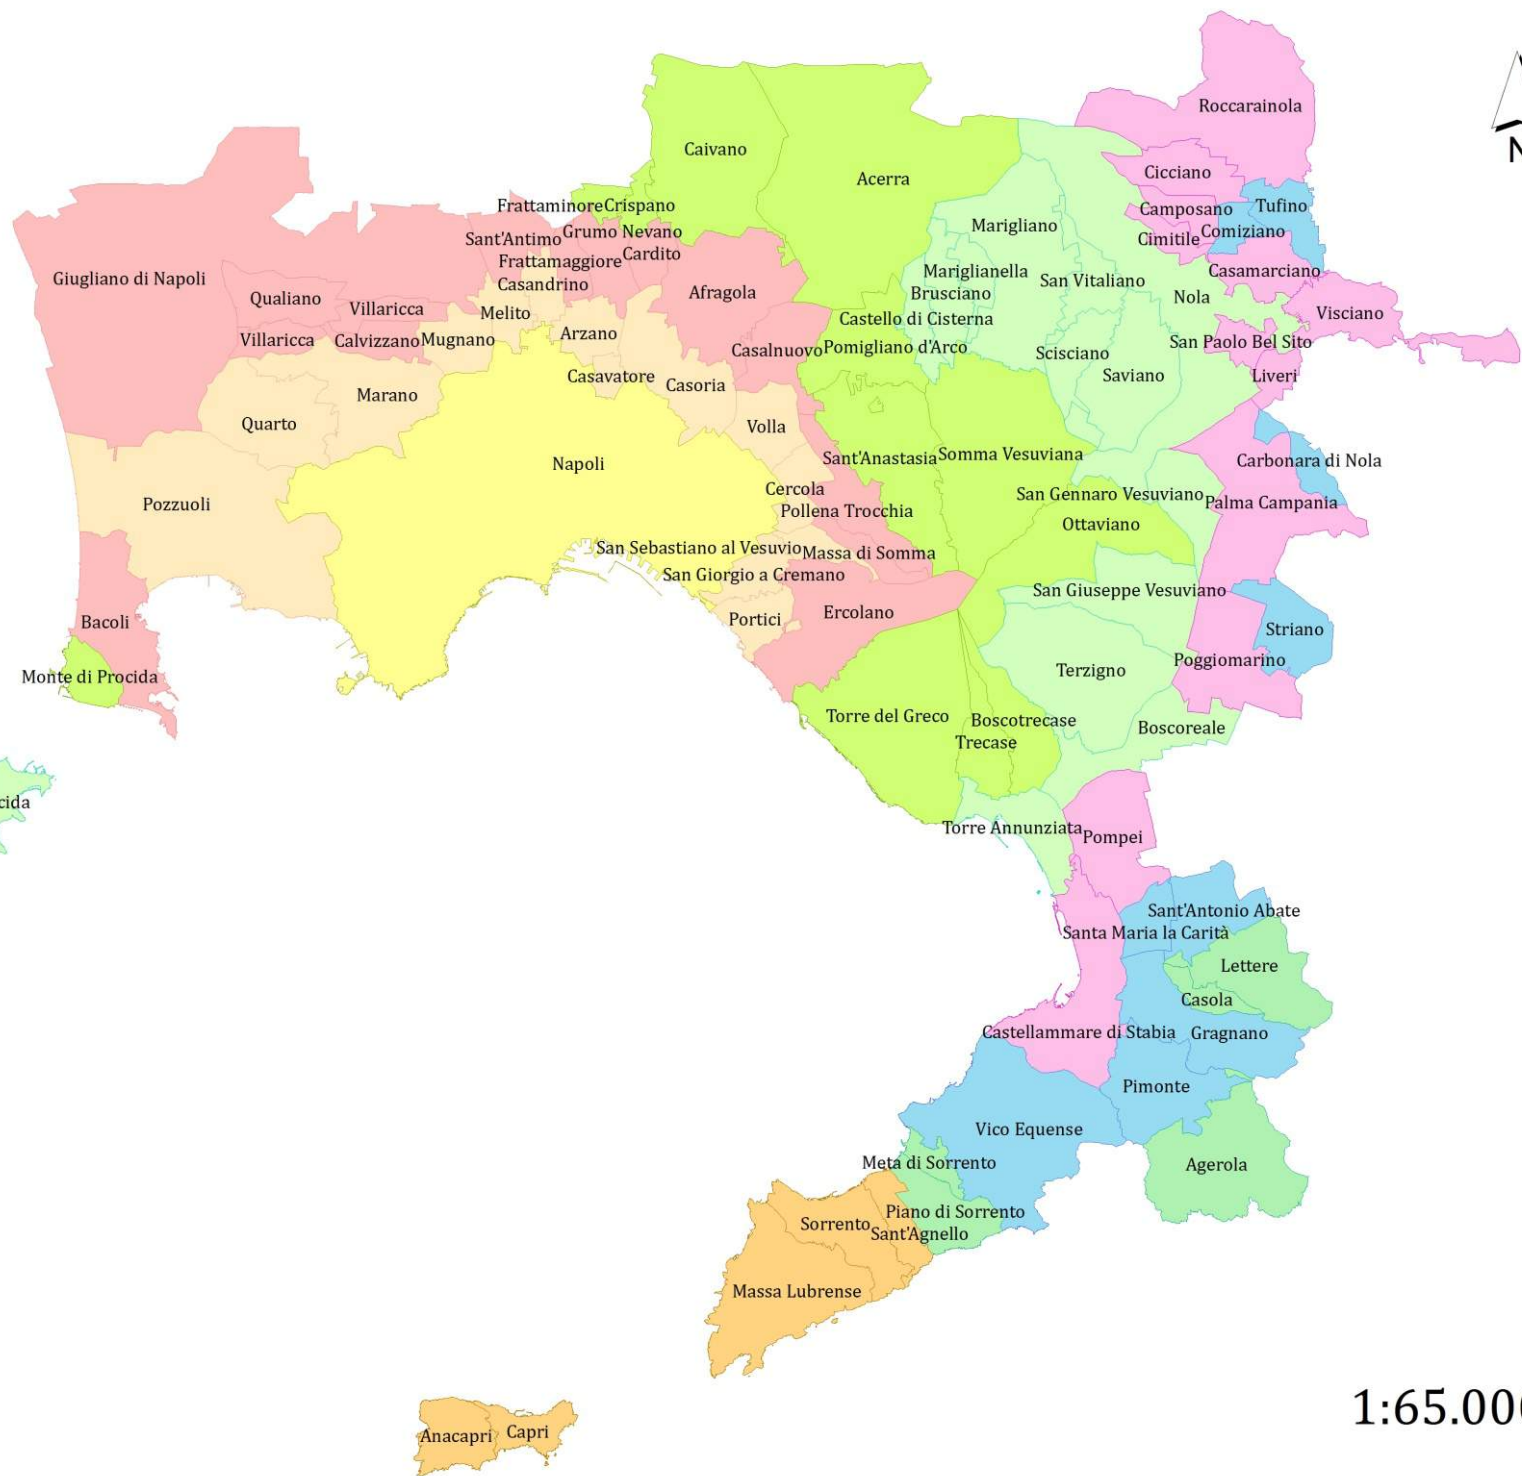 Roccarainola
N
Caivano
Acerra
Cicciano
Frattaminore
Crispano
Camposano
Tufino
Marigliano
Sant'Antimo
Grumo Nevano
Cimitile
Comiziano
Frattamaggiore
Cardito
Giugliano di Napoli
Mariglianella
San Vitaliano
Casamarciano
Casandrino
Afragola
Brusciano
Nola
Qualiano
Villaricca
Melito
Castello di Cisterna
Visciano
Villaricca
Calvizzano
Mugnano
Arzano
Casalnuovo
Pomigliano d'Arco
San Paolo Bel Sito
Scisciano
Saviano
Liveri
Casavatore
Casoria
Marano
Quarto
Volla
Napoli
Sant'Anastasia
Somma Vesuviana
Carbonara di Nola
Cercola
San Gennaro Vesuviano
Palma Campania
Pozzuoli
Pollena Trocchia
Ottaviano
San Sebastiano al Vesuvio
Massa di Somma
San Giorgio a Cremano
San Giuseppe Vesuviano
Bacoli
Portici
Ercolano
Striano
Monte di Procida
Terzigno
Poggiomarino
Torre del Greco
Boscotrecase
Boscoreale
Trecase
cida
Torre Annunziata
Pompei
Sant'Antonio Abate
Santa Maria la Carità
Lettere
Casola
Castellammare di Stabia
Gragnano
Pimonte
Vico Equense
Meta di Sorrento
Agerola
Piano di Sorrento
Sorrento
Sant'Agnello
Massa Lubrense
1:65.00
Anacapri
Capri